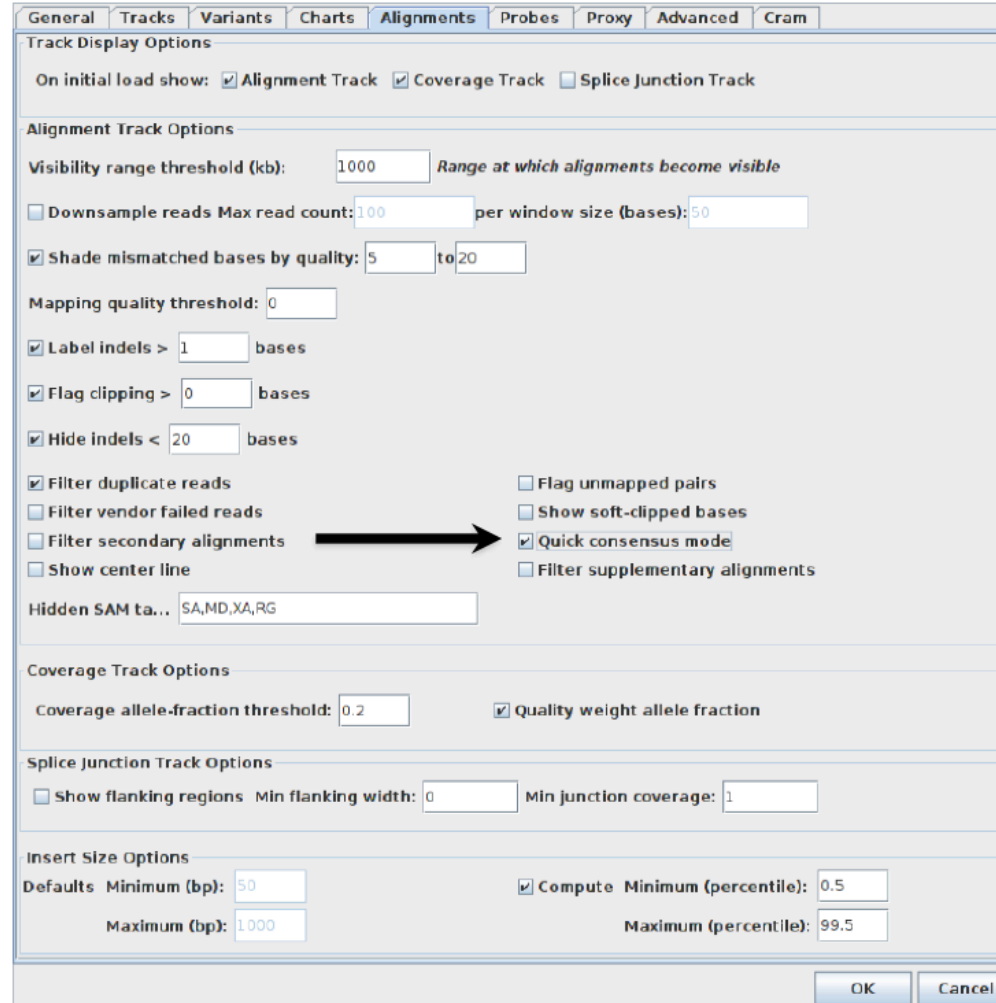 General Tracks Variants Charts Alignments Probes Proxy Advanced Cram
Track Display Options
On initial load show: Alignment Track Coverage Track Splice Junction Track
Alignment Track Options
Visibility range threshold (kb): 1000 Range at which alignments become visible
Downsample reads Max read count: 100 per window size (bases): 50
Shade mismatched bases by quality: 5 to 20
Mapping quality threshold: 0
Label indels > 1 bases
Flag clipping > 0 bases
Hide indels < 20 bases
Filter duplicate reads Flag unmapped pairs
Filter vendor failed reads Show soft-clipped bases
Filter secondary alignments Quick consensus mode
Show center line Filter supplementary alignments
Hidden SAM ta... SA,MD,XA,RG
Coverage Track Options
Coverage allele-fraction threshold: 0.2 Quality weight allele fraction
Splice Junction Track Options
Show flanking regions Min flanking width: 0 Min junction coverage: 1
Insert Size Options
Defaults Minimum (bp): 50 Compute Minimum (percentile): 0.5
Maximum (bp): 1000 Maximum (percentile): 99.5
OK Cancel